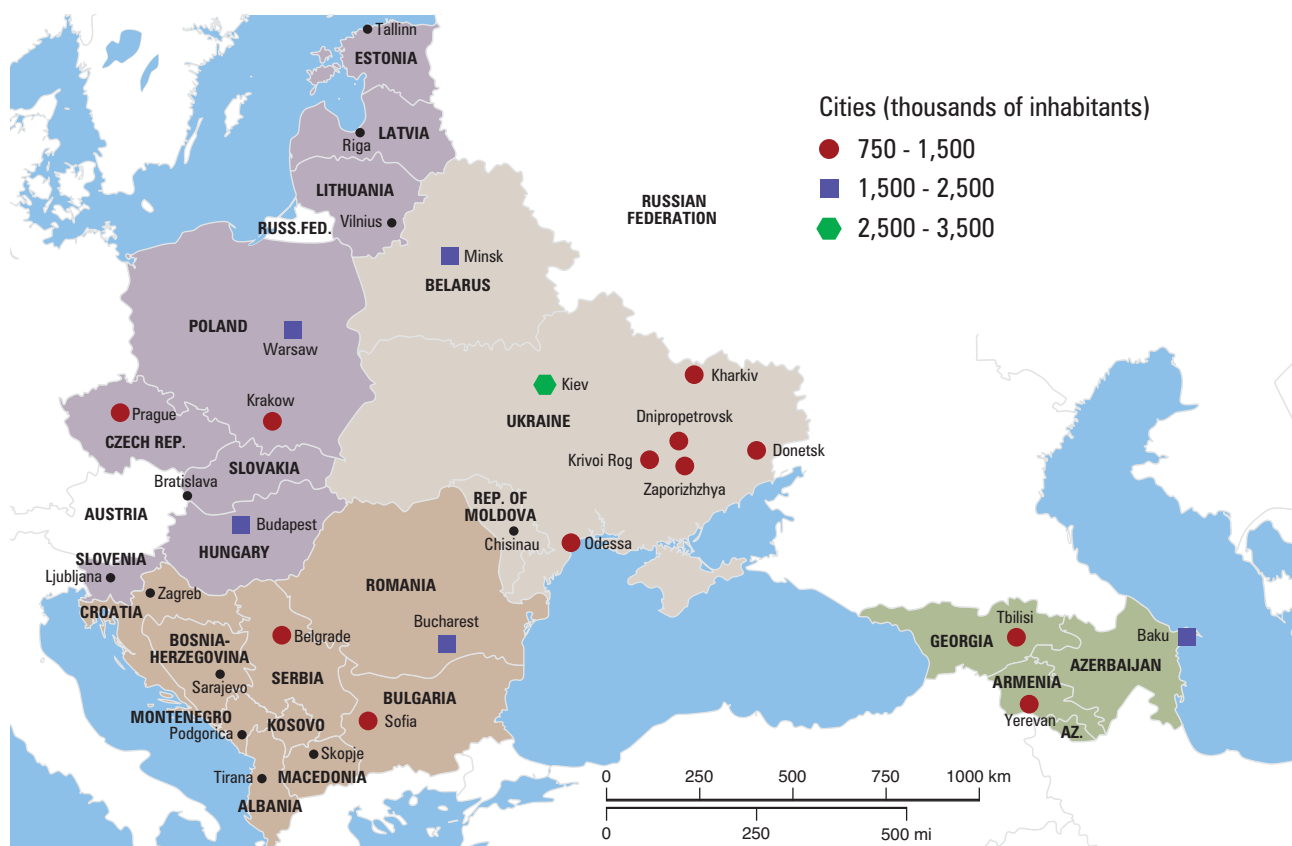 Tallinn
ESTONIA
LATVIA
Riga
LITHUANIA
Vilnius
RUSS.FED.
RUSSIAN
FEDERATION
Cities (thousands of inhabitants)
750 - 1,500
1,500 - 2,500
2,500 - 3,500
Minsk
BELARUS
POLAND
Warsaw
Kiev
UKRAINE
Kharkiv
Dnipropetrovsk
Krivoi Rog
Donetsk
Zaporizhzhya
Krakow
Prague
CZECH REP.
SLOVAKIA
Bratislava
AUSTRIA
Budapest
HUNGARY
REP. OF
MOLDOVA
Chisinau
Odessa
SLOVENIA
Ljubljana
Zagreb
CROATIA
ROMANIA
Bucharest
BOSNIA-
HERZEGOVINA
Sarajevo
Belgrade
SERBIA
MONTENEGRO
Podgorica
KOSOVO
BULGARIA
Sofia
Skopje
MACEDONIA
Tirana
ALBANIA
Tbilisi
GEORGIA
Baku
AZERBAIJAN
ARMENIA
Yerevan
AZ.
0 250 500 750 1000 km
0 250 500 mi